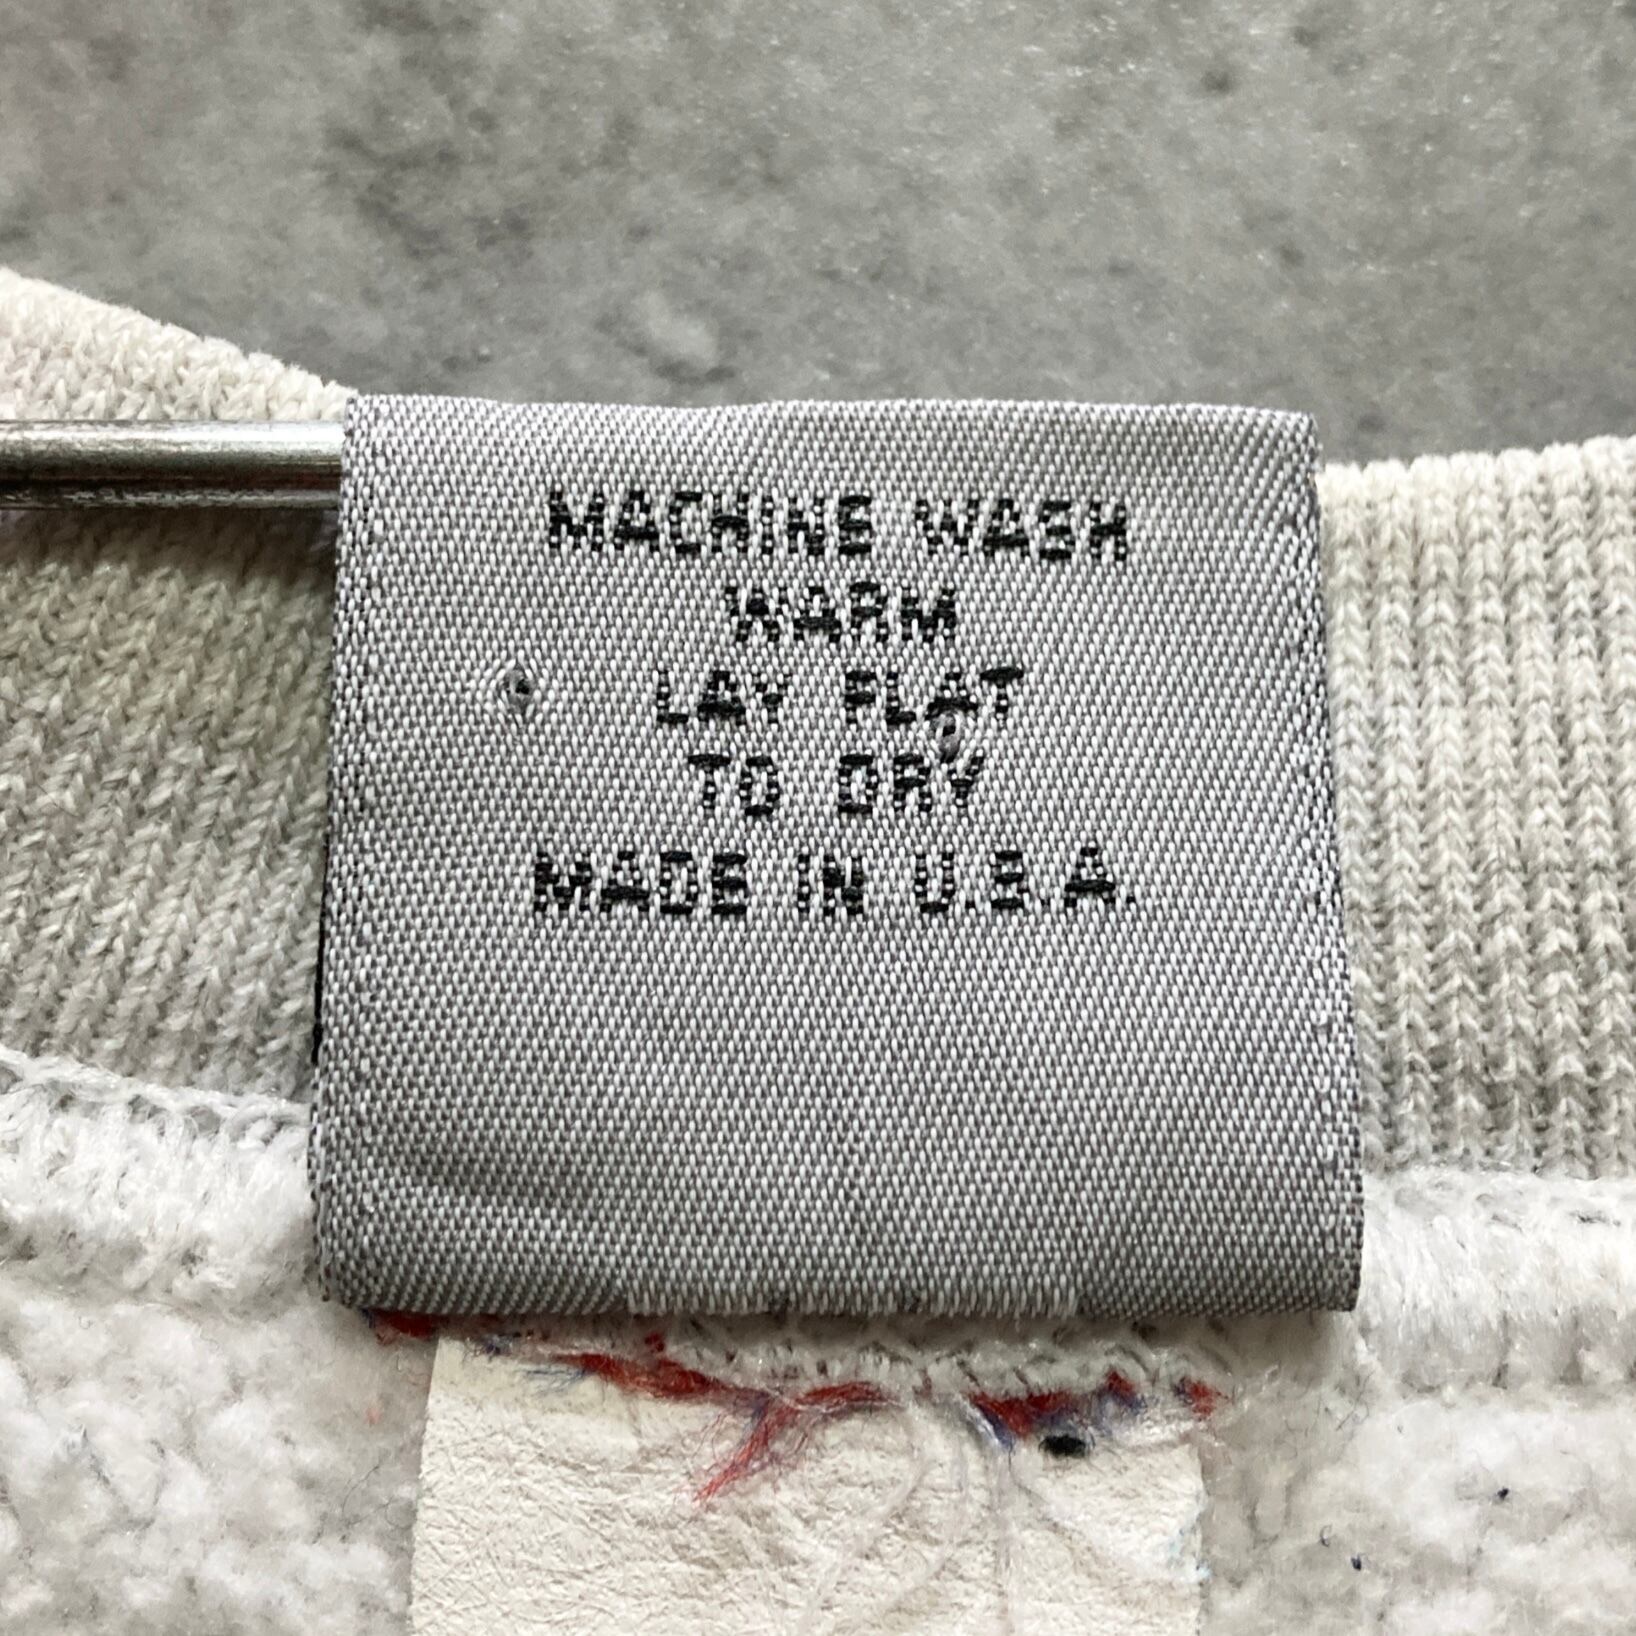 MACHINE WASH
WARM
LAY FLAT
TO DRY
MADE IN U.S.A.